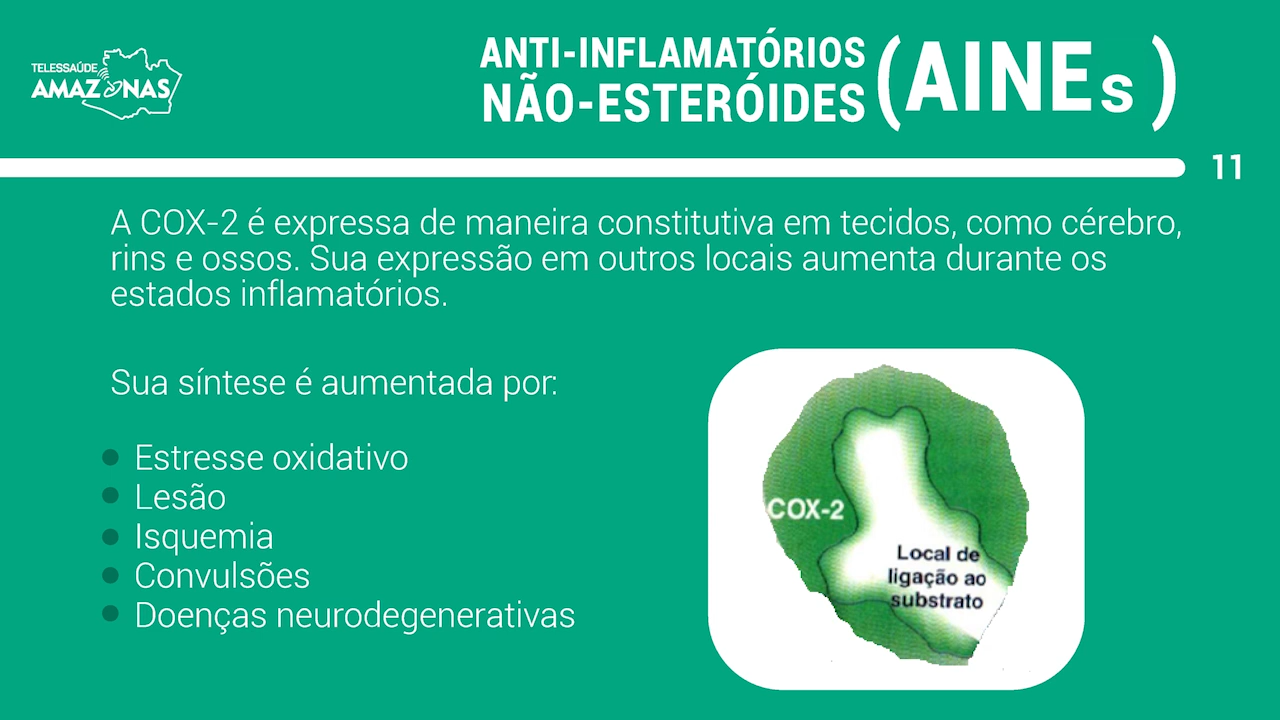 TELESSAÚDE
AMAZONAS
ANTI-INFLAMATÓRIOS
NÃO-ESTERÓIDES
(AINEs )
11
A COX-2 é expressa de maneira constitutiva em tecidos, como cérebro,
rins e ossos. Sua expressão em outros locais aumenta durante os
estados inflamatórios.
Sua síntese é aumentada por:
Estresse oxidativo
Lesão
Isquemia
Convulsões
Doenças neurodegenerativas
COX-2
Local de
ligação ao
substrato